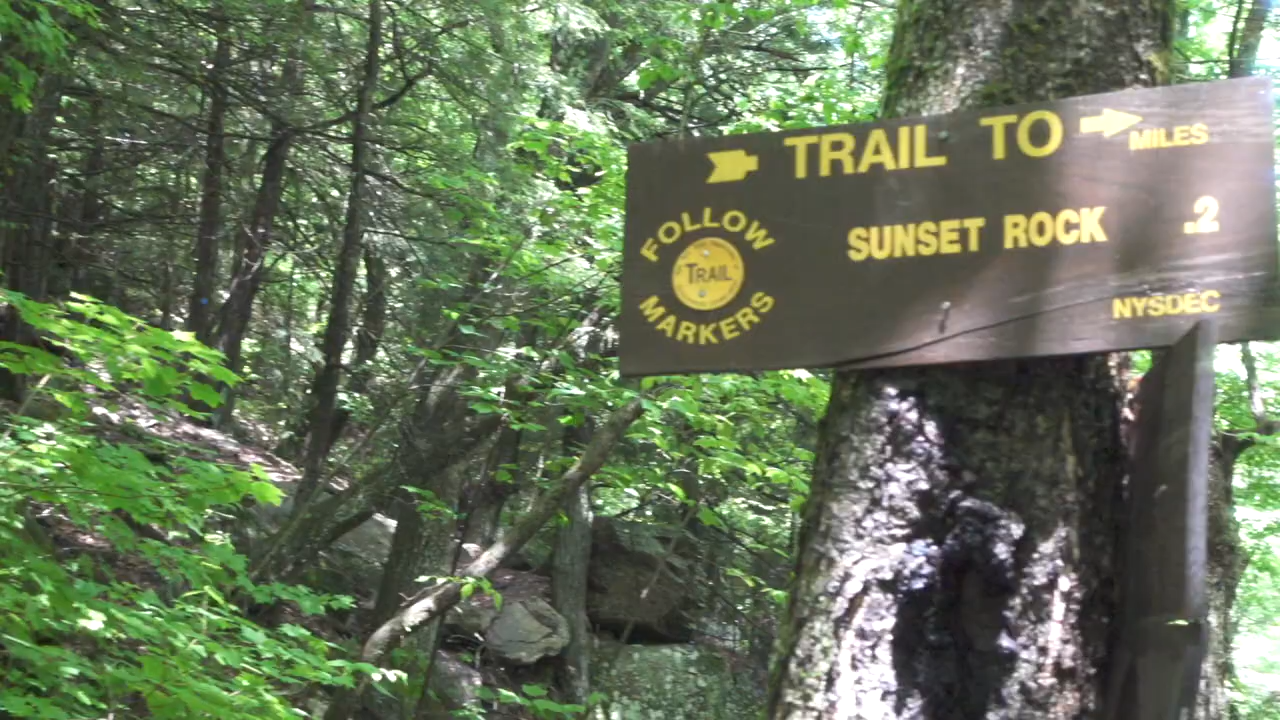 TRAIL TO
MILES
SUNSET ROCK .2
FOLLOW
TRAIL
MARKERS
NYSDEC